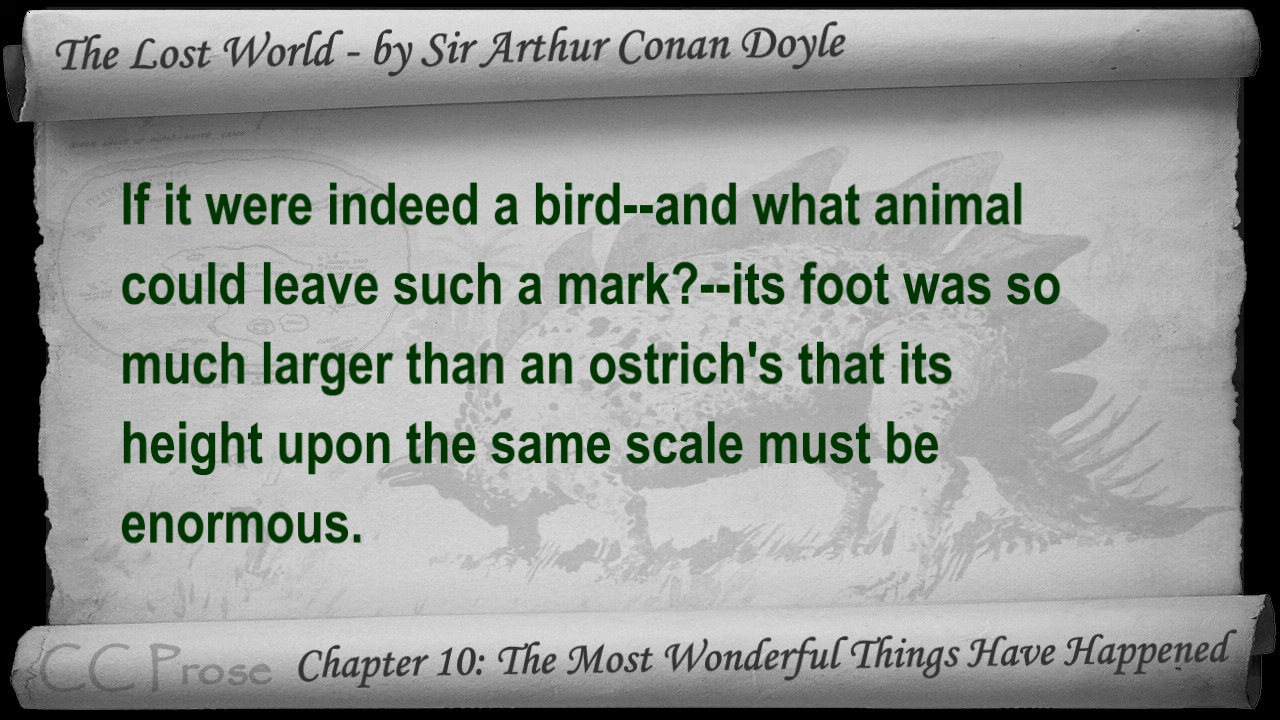 The Lost World - by Sir Arthur Conan Doyle
If it were indeed a bird--and what animal
could leave such a mark?--its foot was so
much larger than an ostrich's that its
height upon the same scale must be
enormous.
CC Prose
Chapter 10: The Most Wonderful Things Have Happened